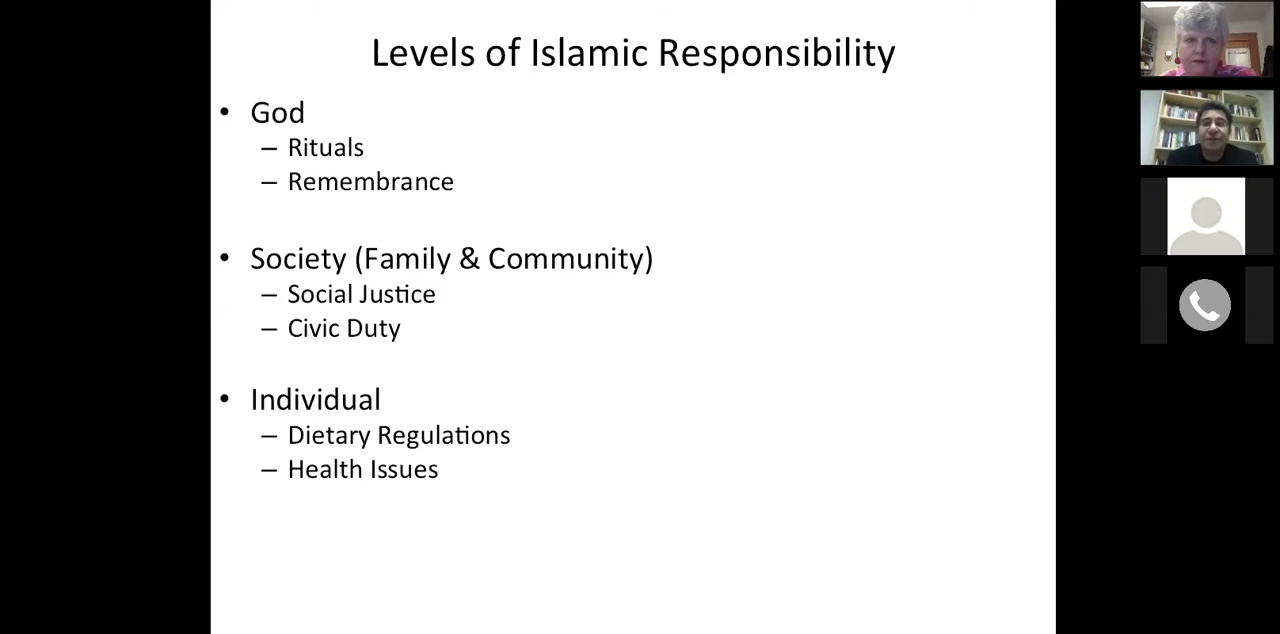 Levels of Islamic Responsibility
• God
– Rituals
– Remembrance
• Society (Family & Community)
– Social Justice
– Civic Duty
• Individual
– Dietary Regulations
– Health Issues